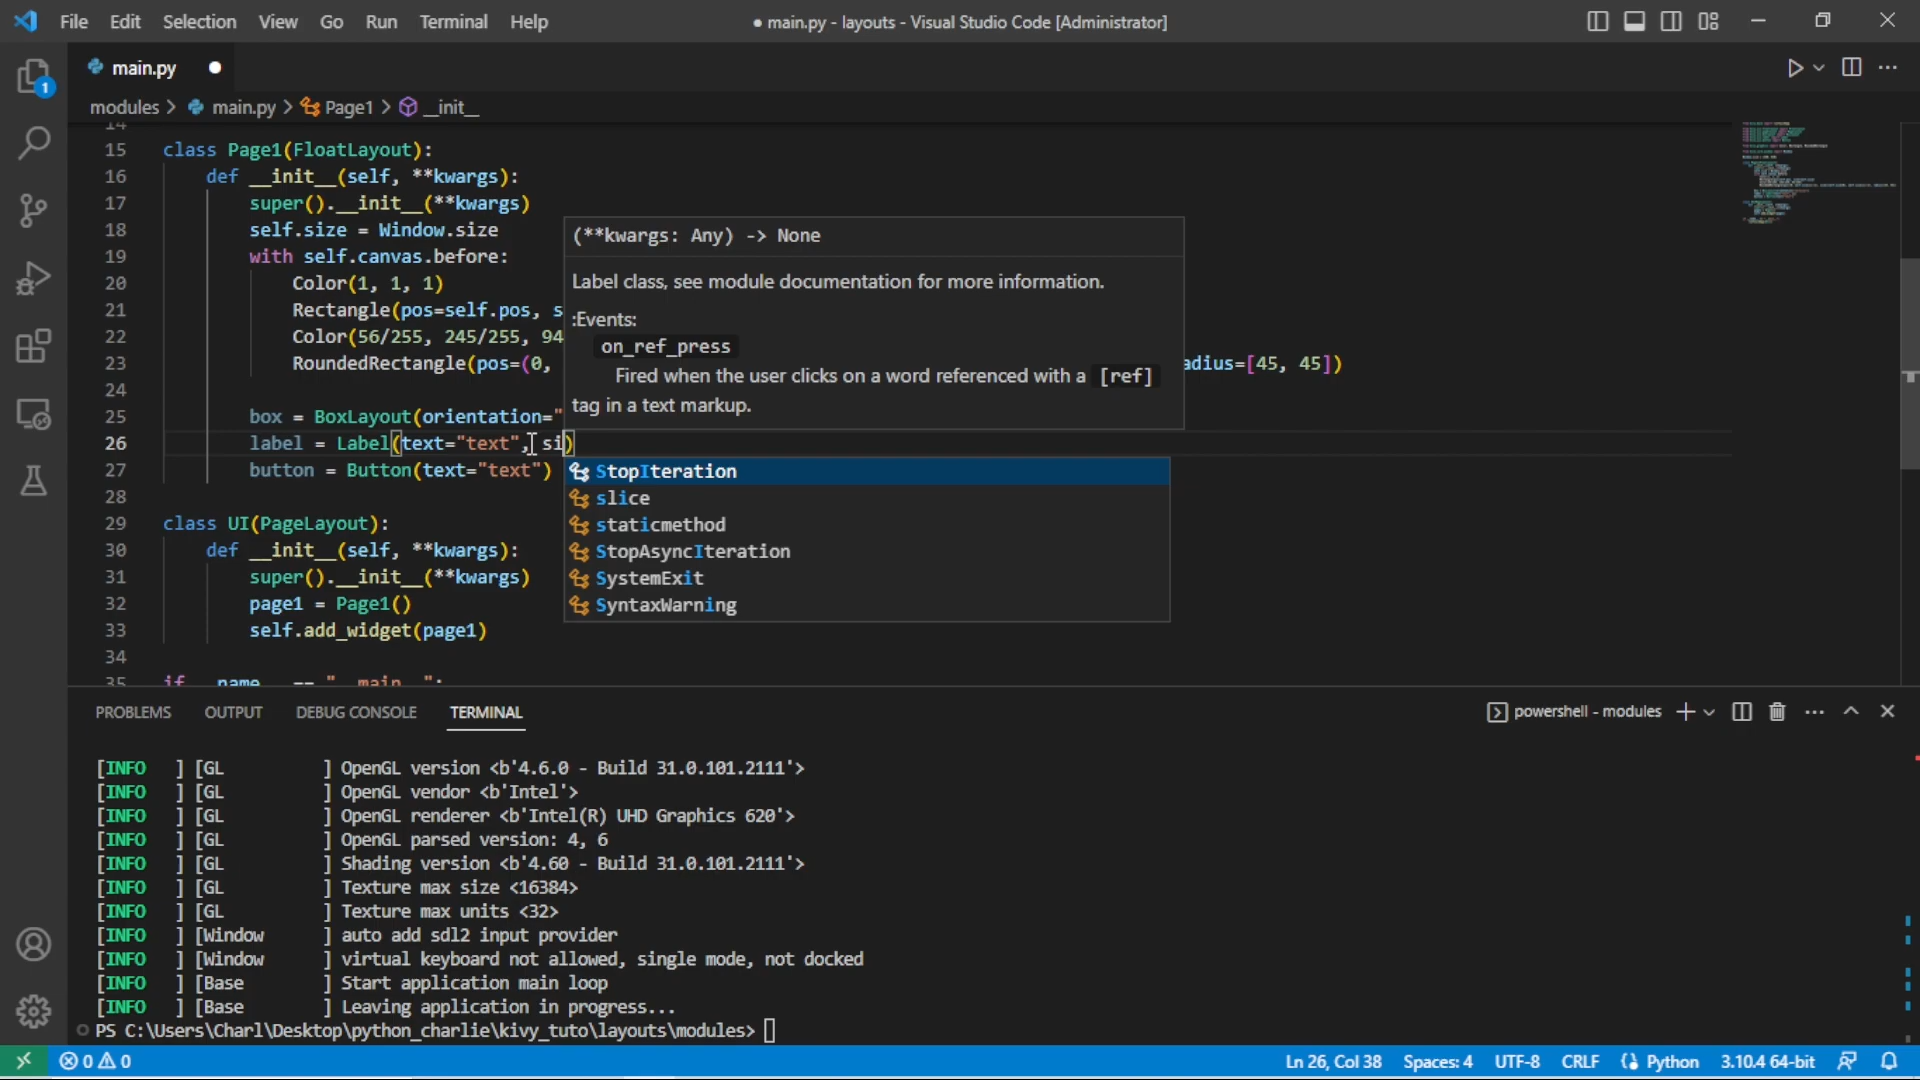 File Edit Selection View Go Run Terminal Help ● main.py - layouts - Visual Studio Code [Administrator]
1
main.py
modules > main.py > Page1 > __init__
14
15 class Page1(FloatLayout):
16 def __init__(self, **kwargs):
17 super().__init__(**kwargs)
18 self.size = Window.size
19 with self.canvas.before:
20 Color(1, 1, 1)
21 Rectangle(pos=self.pos, s
22 Color(56/255, 245/255, 94
23 RoundedRectangle(pos=(0, adius=[45, 45])
24
25 box = BoxLayout(orientation="
26 label = Label(text="text", si)
27 button = Button(text="text")
28
29 class UI(PageLayout):
30 def __init__(self, **kwargs):
31 super().__init__(**kwargs)
32 page1 = Page1()
33 self.add_widget(page1)
34
35 if __name__ == "__main__":
(**kwargs: Any) -> None
Label class, see module documentation for more information.
:Events:
on_ref_press
Fired when the user clicks on a word referenced with a [ref]
tag in a text markup.
StopIteration
slice
staticmethod
StopAsyncIteration
SystemExit
SyntaxWarning
PROBLEMS OUTPUT DEBUG CONSOLE TERMINAL powershell - modules
[INFO ] [GL ] OpenGL version <b'4.6.0 - Build 31.0.101.2111'>
[INFO ] [GL ] OpenGL vendor <b'Intel'>
[INFO ] [GL ] OpenGL renderer <b'Intel(R) UHD Graphics 620'>
[INFO ] [GL ] OpenGL parsed version: 4, 6
[INFO ] [GL ] Shading version <b'4.60 - Build 31.0.101.2111'>
[INFO ] [GL ] Texture max size <16384>
[INFO ] [GL ] Texture max units <32>
[INFO ] [Window ] auto add sdl2 input provider
[INFO ] [Window ] virtual keyboard not allowed, single mode, not docked
[INFO ] [Base ] Start application main loop
[INFO ] [Base ] Leaving application in progress...
PS C:\Users\Charl\Desktop\python_charlie\kivy_tuto\layouts\modules>
0 0 Ln 26, Col 38 Spaces: 4 UTF-8 CRLF Python 3.10.4 64-bit